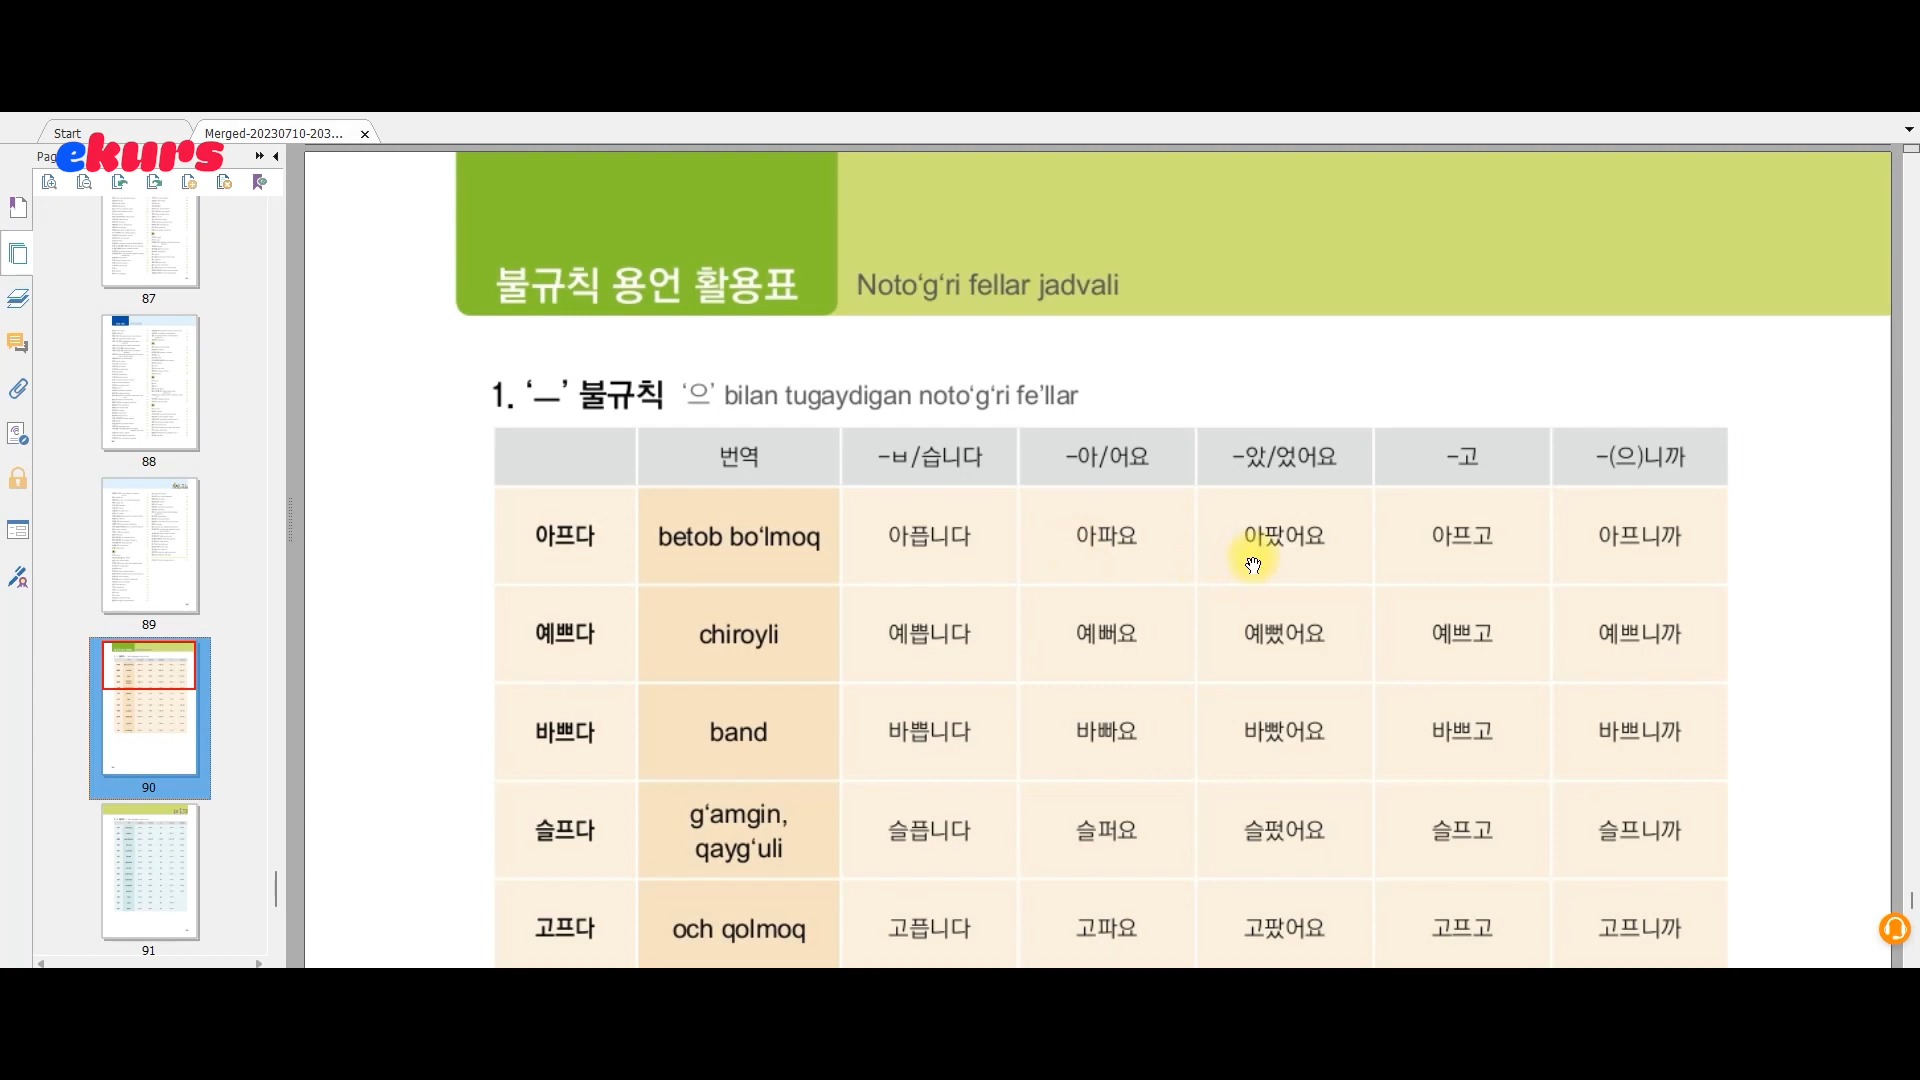 Start
Merged-20230710-203...
ekurs
87
88
89
90
91
불규칙 용언 활용표
Noto‘g‘ri fellar jadvali
1. ‘ㅡ’ 불규칙 ‘으’ bilan tugaydigan noto‘g‘ri fe’llar
번역 –ㅂ/습니다 –아/어요 –았/었어요 –고 –(으)니까
아프다 betob bo‘lmoq 아픕니다 아파요 아팠어요 아프고 아프니까
예쁘다 chiroyli 예쁩니다 예뻐요 예뻤어요 예쁘고 예쁘니까
바쁘다 band 바쁩니다 바빠요 바빴어요 바쁘고 바쁘니까
슬프다 g‘amgin, qayg‘uli 슬픕니다 슬퍼요 슬펐어요 슬프고 슬프니까
고프다 och qolmoq 고픕니다 고파요 고팠어요 고프고 고프니까